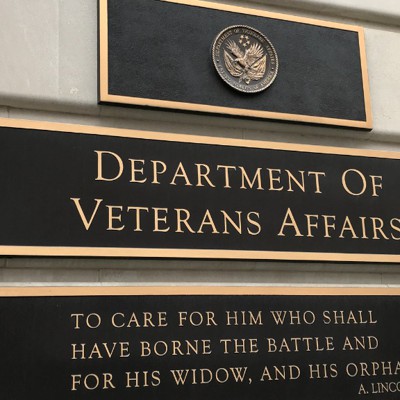 DEPARTMENT OF
VETERANS AFFAIRS
TO CARE FOR HIM WHO SHALL
HAVE BORNE THE BATTLE AND
FOR HIS WIDOW, AND HIS ORPHA
A. LINCO